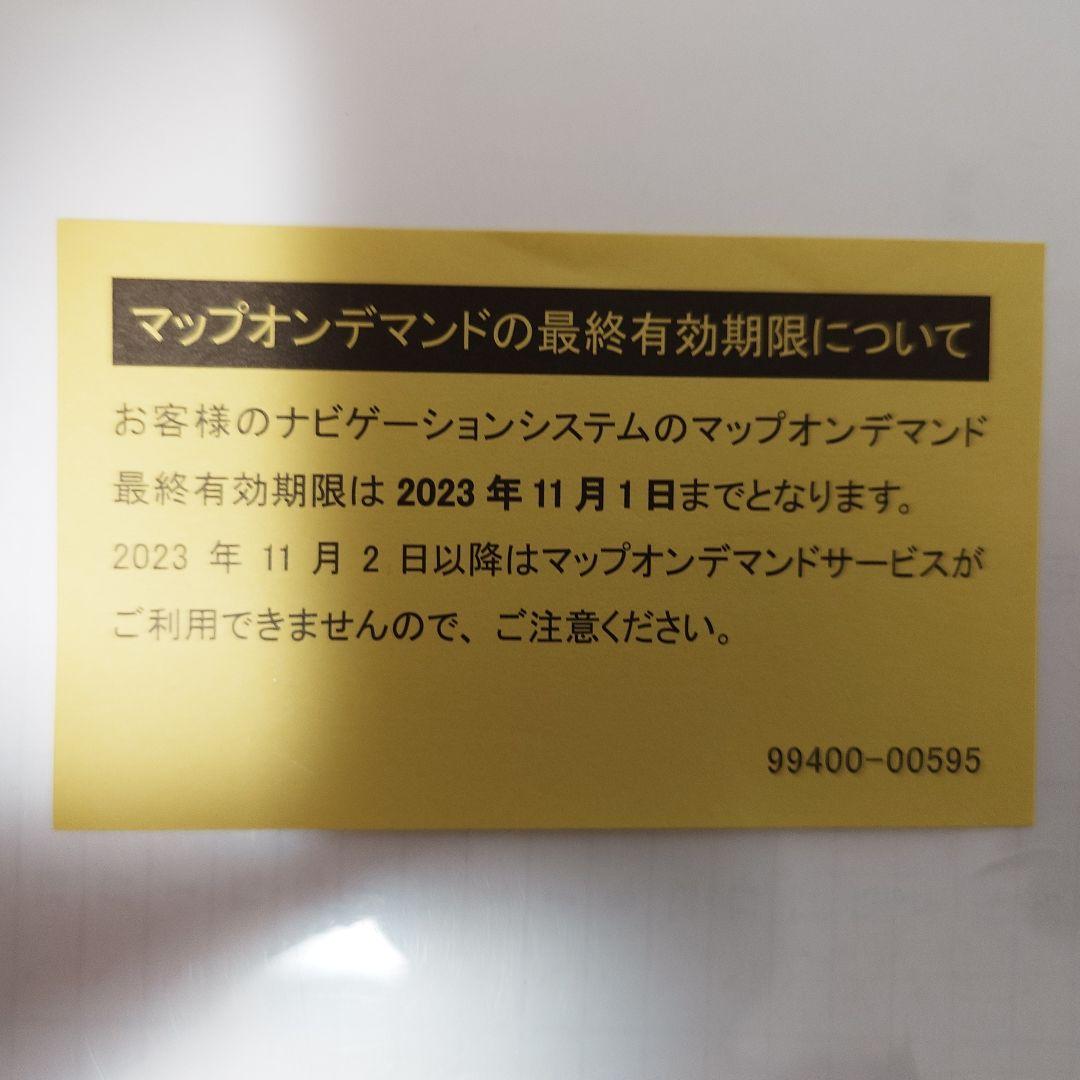 マップオンデマンドの最終有効期限について
お客様のナビゲーションシステムのマップオンデマンド
最終有効期限は 2023 年 11 月 1 日までとなります。
2023 年 11 月 2 日以降はマップオンデマンドサービスが
ご利用できませんので、ご注意ください。
99400-00595